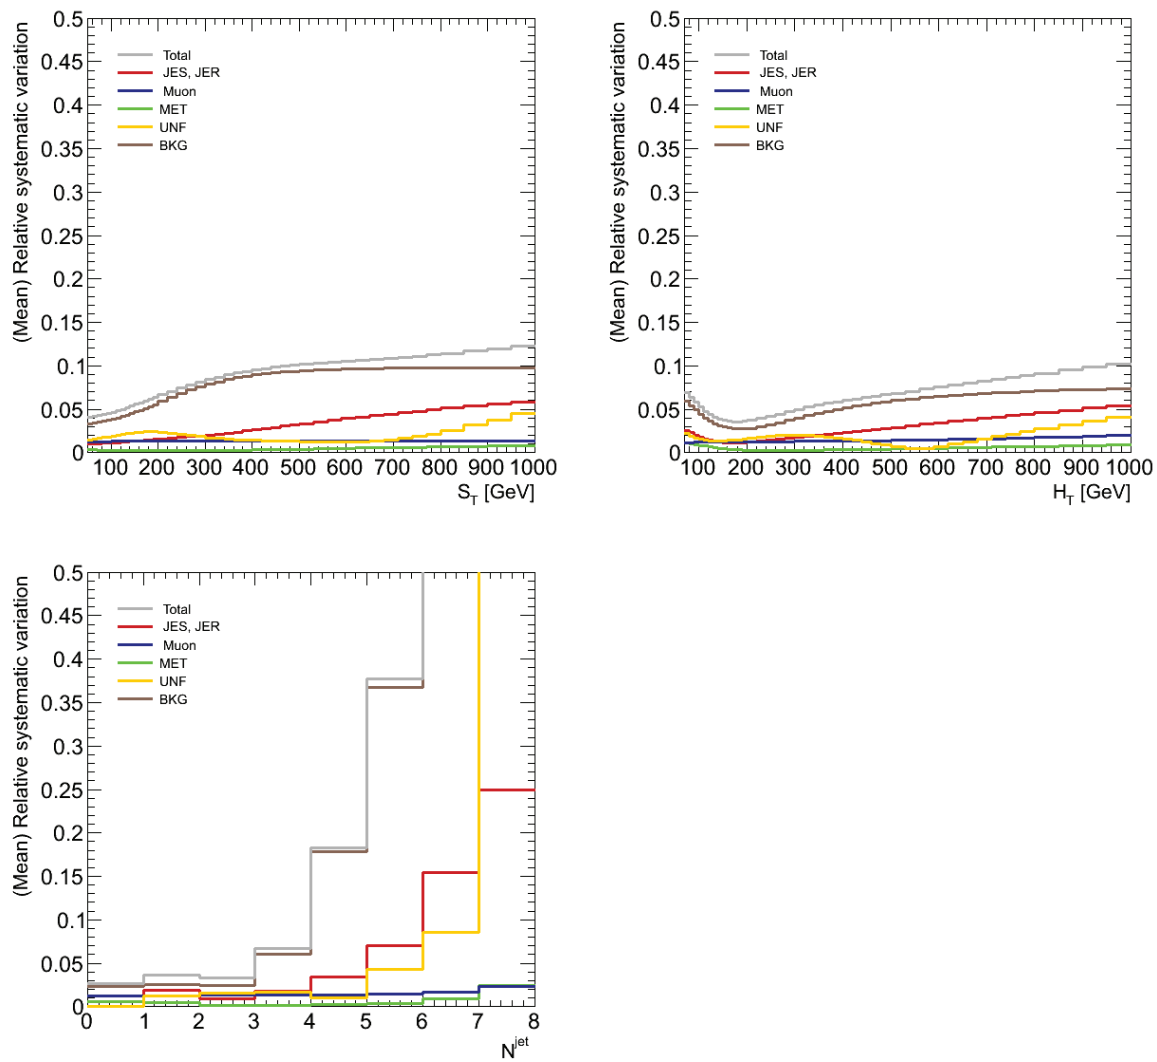 (Mean) Relative systematic variation
0.5
0.45
0.4
0.35
0.3
0.25
0.2
0.15
0.1
0.05
0
Total
JES, JER
Muon
MET
UNF
BKG
100 200 300 400 500 600 700 800 900 1000
S_T [GeV]
(Mean) Relative systematic variation
0.5
0.45
0.4
0.35
0.3
0.25
0.2
0.15
0.1
0.05
0
Total
JES, JER
Muon
MET
UNF
BKG
100 200 300 400 500 600 700 800 900 1000
H_T [GeV]
(Mean) Relative systematic variation
0.5
0.45
0.4
0.35
0.3
0.25
0.2
0.15
0.1
0.05
0
Total
JES, JER
Muon
MET
UNF
BKG
0 1 2 3 4 5 6 7 8
N^jet